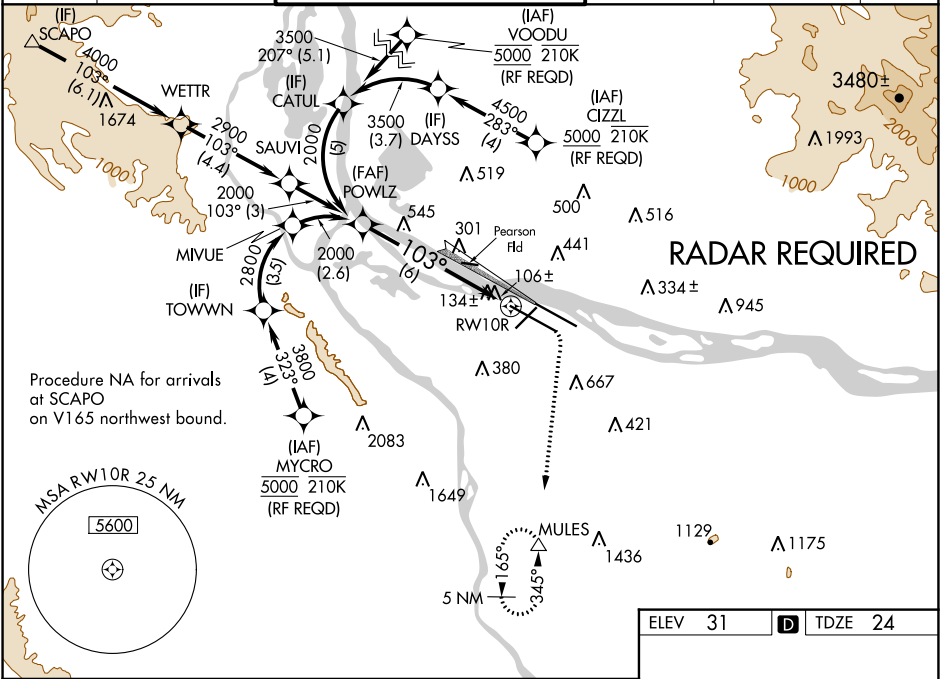 (IF)
SCAPO
4000
103°
(6.1)
1674
WETTR
2900
103°
(4.4)
1000
SAUVI
2000
103° (3)
3500
207° (5.1)
(IF)
CATUL
2000
(5)
(IAF)
VOODU
5000 210K
(RF REQD)
3500
(3.7)
(IF)
DAYSS
4500
283°
(4)
(IAF)
CIZZL
5000 210K
(RF REQD)
3480±
2000
1993
1000
(FAF)
POWLZ
519
500
516
545
301
Pearson
Fld
441
RADAR REQUIRED
MIVUE
2000
(2.6)
103°
(6)
106±
134±
RW10R
334±
945
2800
(3.5)
(IF)
TOWWN
3800
323°
(4)
380
667
421
Procedure NA for arrivals
at SCAPO
on V165 northwest bound.
(IAF)
MYCRO
5000 210K
(RF REQD)
2083
1649
MSA RW10R 25 NM
5600
MULES
1436
1129
1175
165°
345°
5 NM
ELEV 31 D TDZE 24